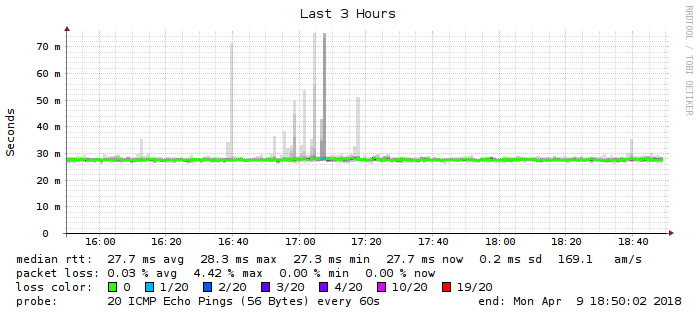 Last 3 Hours
RRDTOOL / TOBI OETIKER
Seconds
70 m
60 m
50 m
40 m
30 m
20 m
10 m
0
16:00 16:20 16:40 17:00 17:20 17:40 18:00 18:20 18:40
median rtt: 27.7 ms avg 28.3 ms max 27.3 ms min 27.7 ms now 0.2 ms sd 169.1 am/s
packet loss: 0.03 % avg 4.42 % max 0.00 % min 0.00 % now
loss color: 0 1/20 2/20 3/20 4/20 10/20 19/20
probe: 20 ICMP Echo Pings (56 Bytes) every 60s end: Mon Apr 9 18:50:02 2018